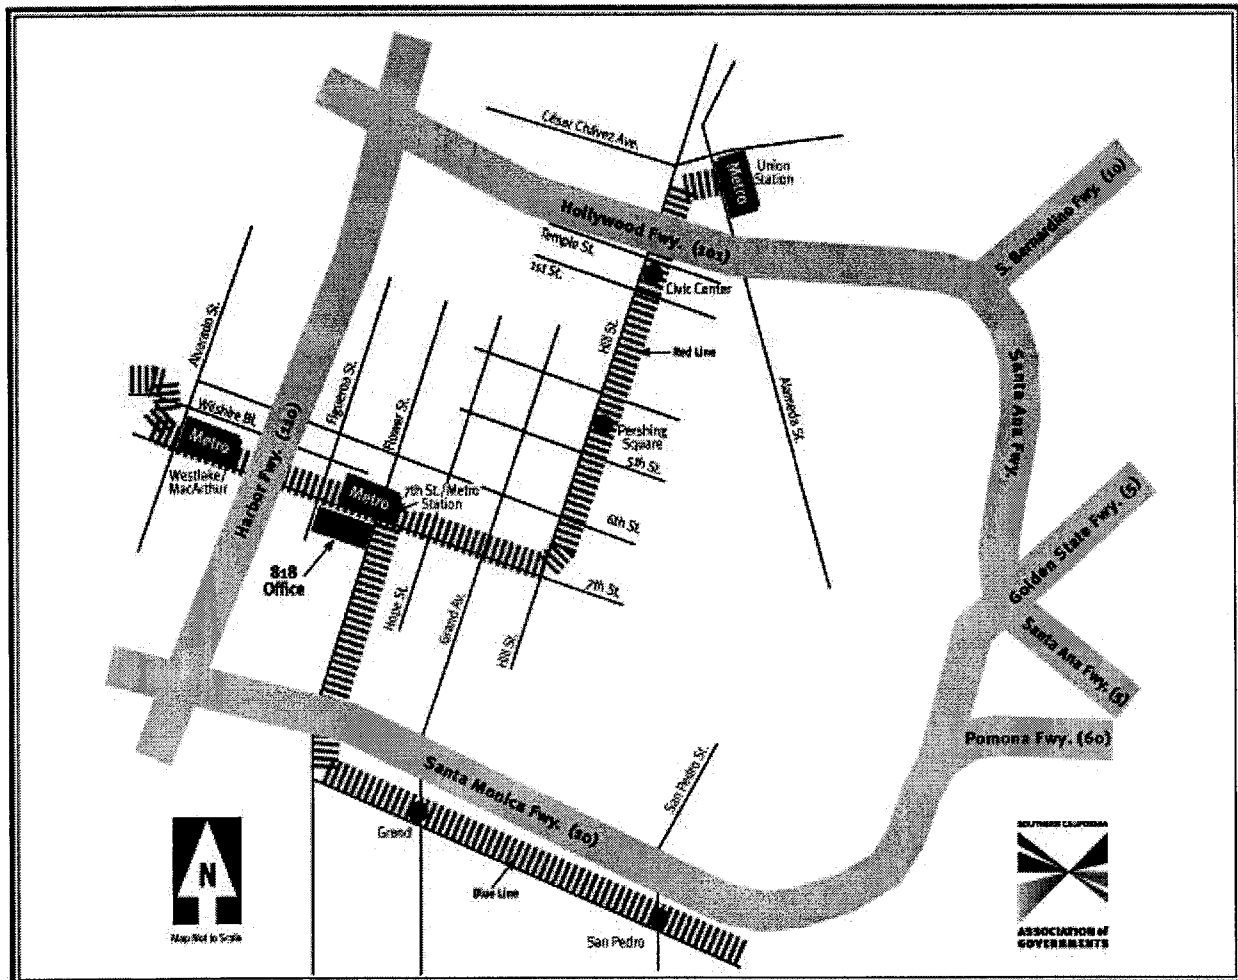 César Chávez Ave.
Metro
Union
Station
S. Bernardino Fwy. (10)
Hollywood Fwy. (101)
Temple St.
1st St.
Civic Center
Hill St.
Red Line
Alvarado St.
Figueroa St.
Flower St.
Santa Ana Fwy.
Alameda St.
Wilshire Bl.
Metro
Westlake/
MacArthur
Harbor Fwy. (110)
Pershing
Square
5th St.
Metro
7th St./Metro
Station
6th St.
Golden State Fwy. (5)
818
Office
7th St.
Hope St.
Grand Av.
Hill St.
Santa Ana Fwy. (5)
Pomona Fwy. (60)
Santa Monica Fwy. (10)
San Pedro St.
Grand
Blue Line
San Pedro
N
Map Not to Scale
SOUTHERN CALIFORNIA
ASSOCIATION of
GOVERNMENTS